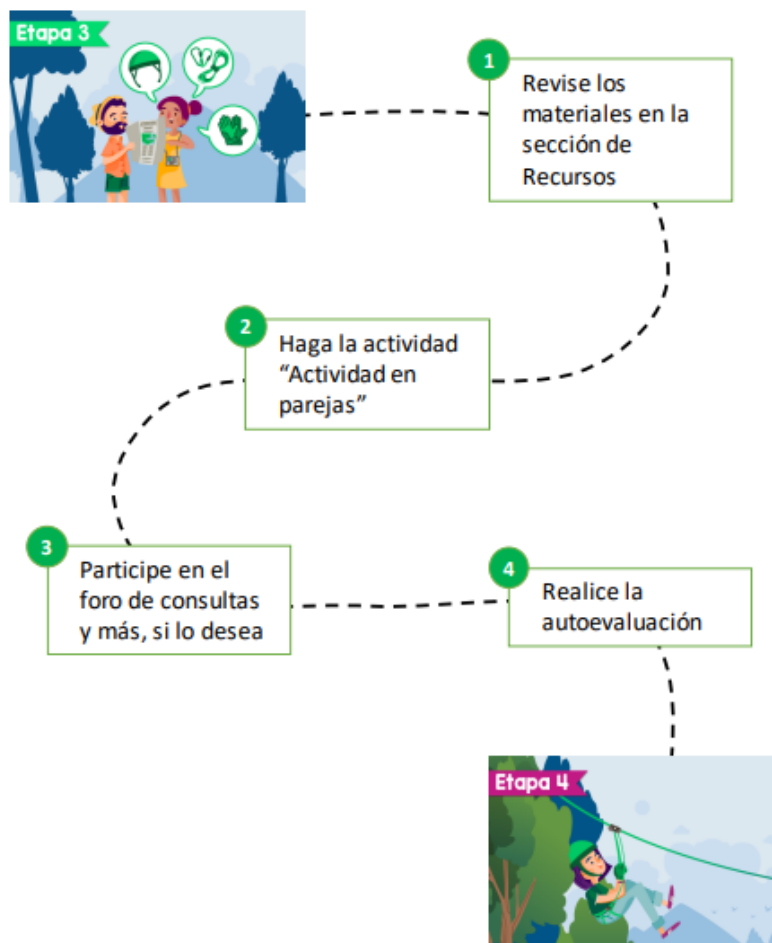 Etapa 3
1
Revise los
materiales en la
sección de
Recursos
2
Haga la actividad
“Actividad en
parejas”
3
Participe en el
foro de consultas
y más, si lo desea
4
Realice la
autoevaluación
Etapa 4